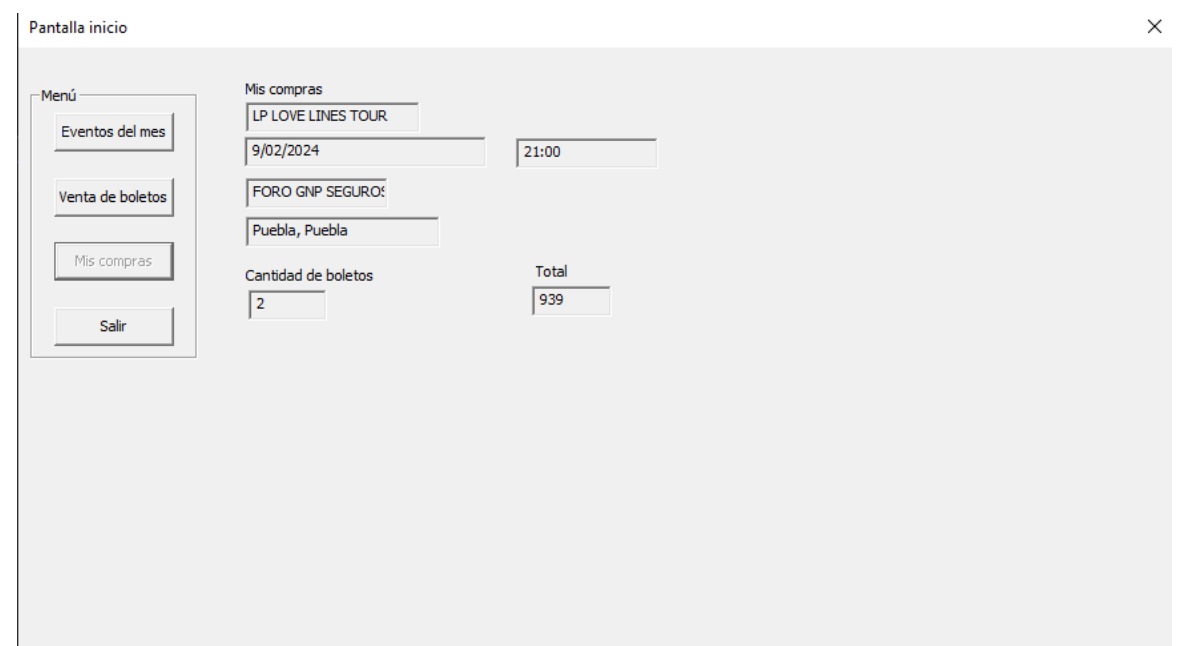 Pantalla inicio
Menú
Eventos del mes
Venta de boletos
Mis compras
Salir
Mis compras
LP LOVE LINES TOUR
9/02/2024 21:00
FORO GNP SEGUROS
Puebla, Puebla
Cantidad de boletos Total
2 939